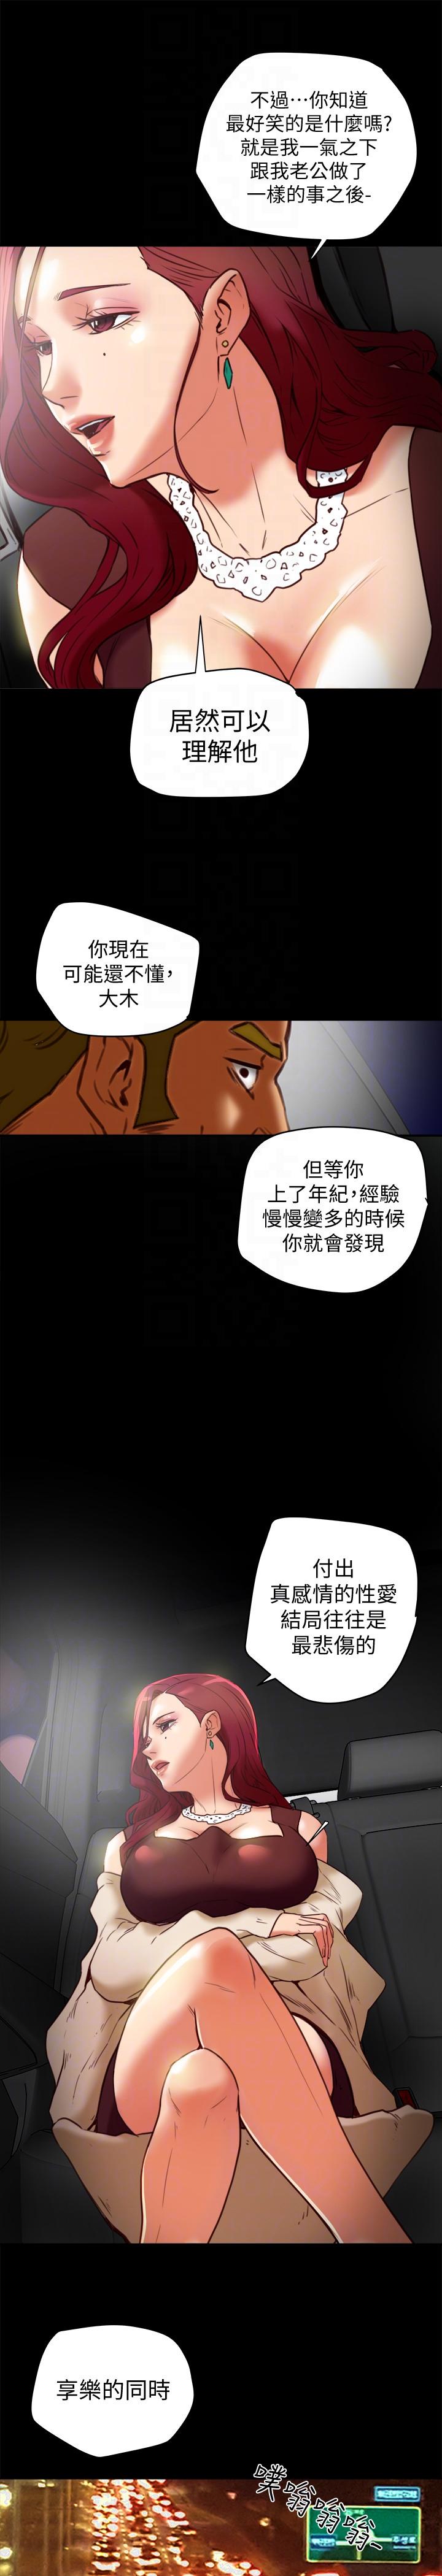 不過…你知道
最好笑的是什麼嗎?
就是我一氣之下
跟我老公做了
一樣的事之後-
居然可以
理解他
你現在
可能還不懂，
大木
但等你
上了年紀，經驗
慢慢變多的時候
你就會發現
付出
真感情的性愛
結局往往是
最悲傷的
享樂的同時
噗嗡嗡嗡-